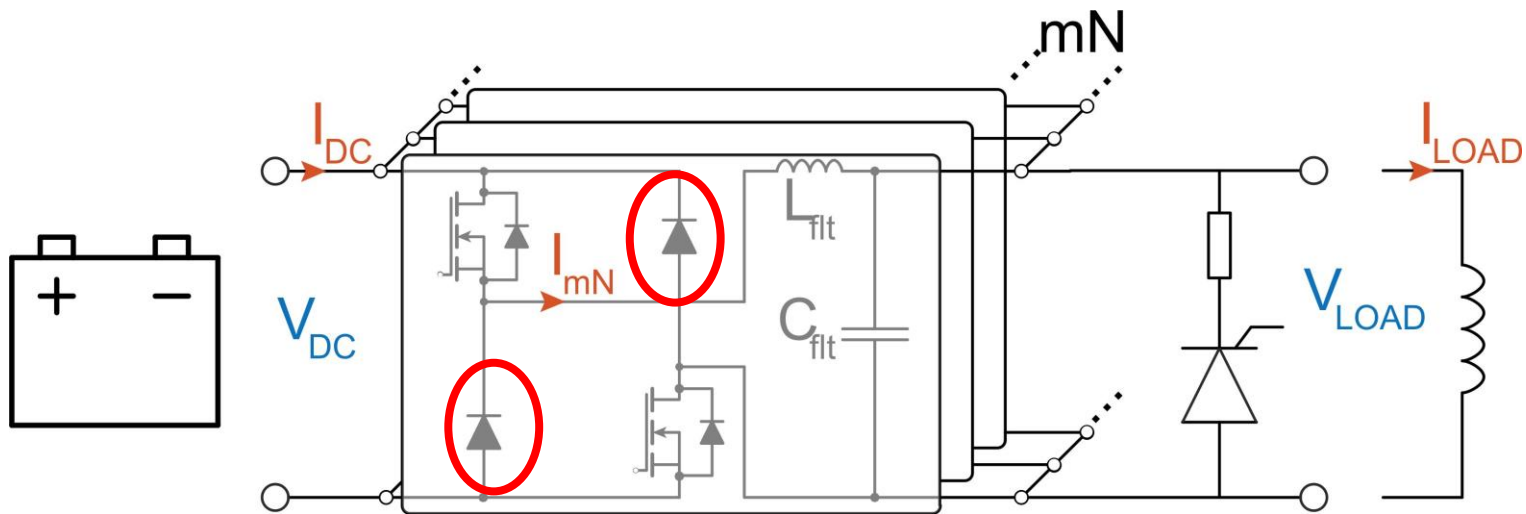 mN
I_DC
I_LOAD
L_flt
I_mN
+ −
V_DC
C_flt
V_LOAD